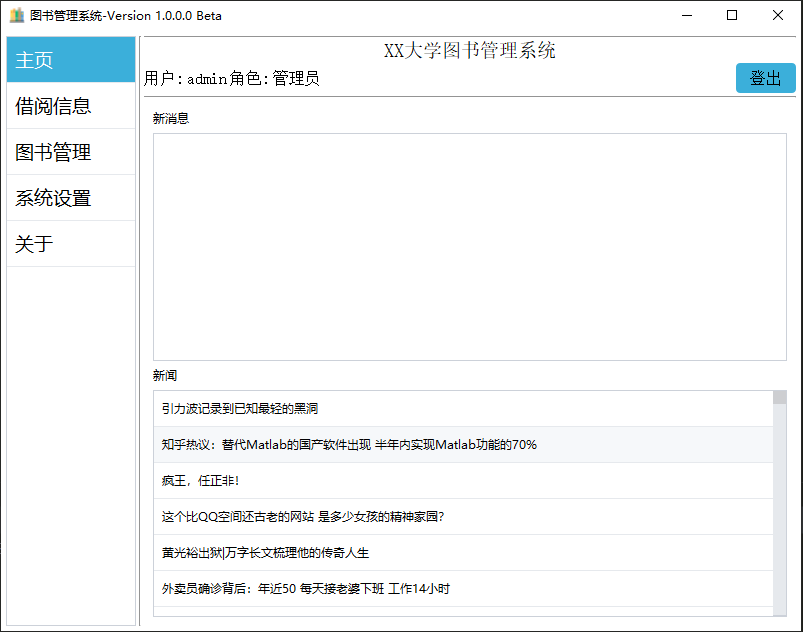 图书管理系统-Version 1.0.0.0 Beta
主页
借阅信息
图书管理
系统设置
关于
XX大学图书管理系统
用户:admin角色:管理员
登出
新消息
新闻
引力波记录到已知最轻的黑洞
知乎热议：替代Matlab的国产软件出现 半年内实现Matlab功能的70%
疯王，任正非！
这个比QQ空间还古老的网站 是多少女孩的精神家园？
黄光裕出狱|万字长文梳理他的传奇人生
外卖员确诊背后：年近50 每天接老婆下班 工作14小时